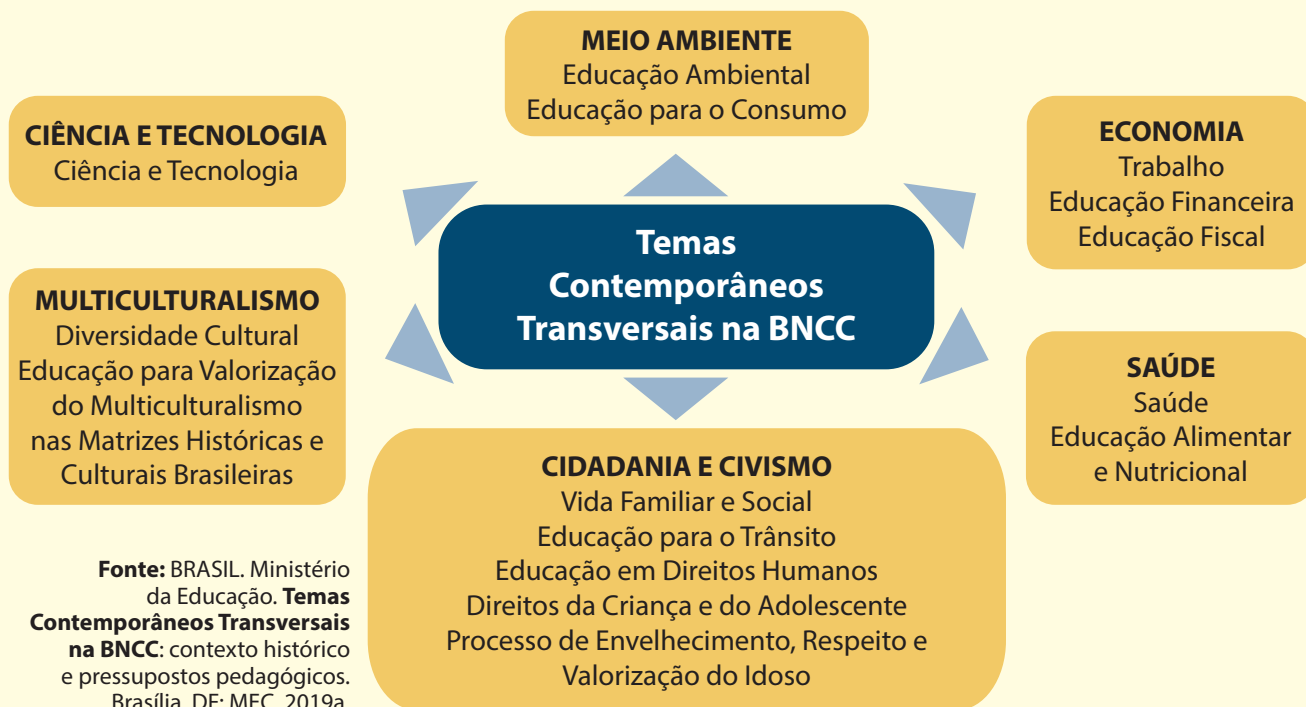 MEIO AMBIENTE
Educação Ambiental
Educação para o Consumo
CIÊNCIA E TECNOLOGIA
Ciência e Tecnologia
ECONOMIA
Trabalho
Educação Financeira
Educação Fiscal
Temas
Contemporâneos
Transversais na BNCC
MULTICULTURALISMO
Diversidade Cultural
Educação para Valorização
do Multiculturalismo
nas Matrizes Históricas e
Culturais Brasileiras
SAÚDE
Saúde
Educação Alimentar
e Nutricional
CIDADANIA E CIVISMO
Vida Familiar e Social
Educação para o Trânsito
Educação em Direitos Humanos
Direitos da Criança e do Adolescente
Processo de Envelhecimento, Respeito e
Valorização do Idoso
Fonte: BRASIL. Ministério
da Educação. Temas
Contemporâneos Transversais
na BNCC: contexto histórico
e pressupostos pedagógicos.
Brasília, DF: MEC, 2019a.